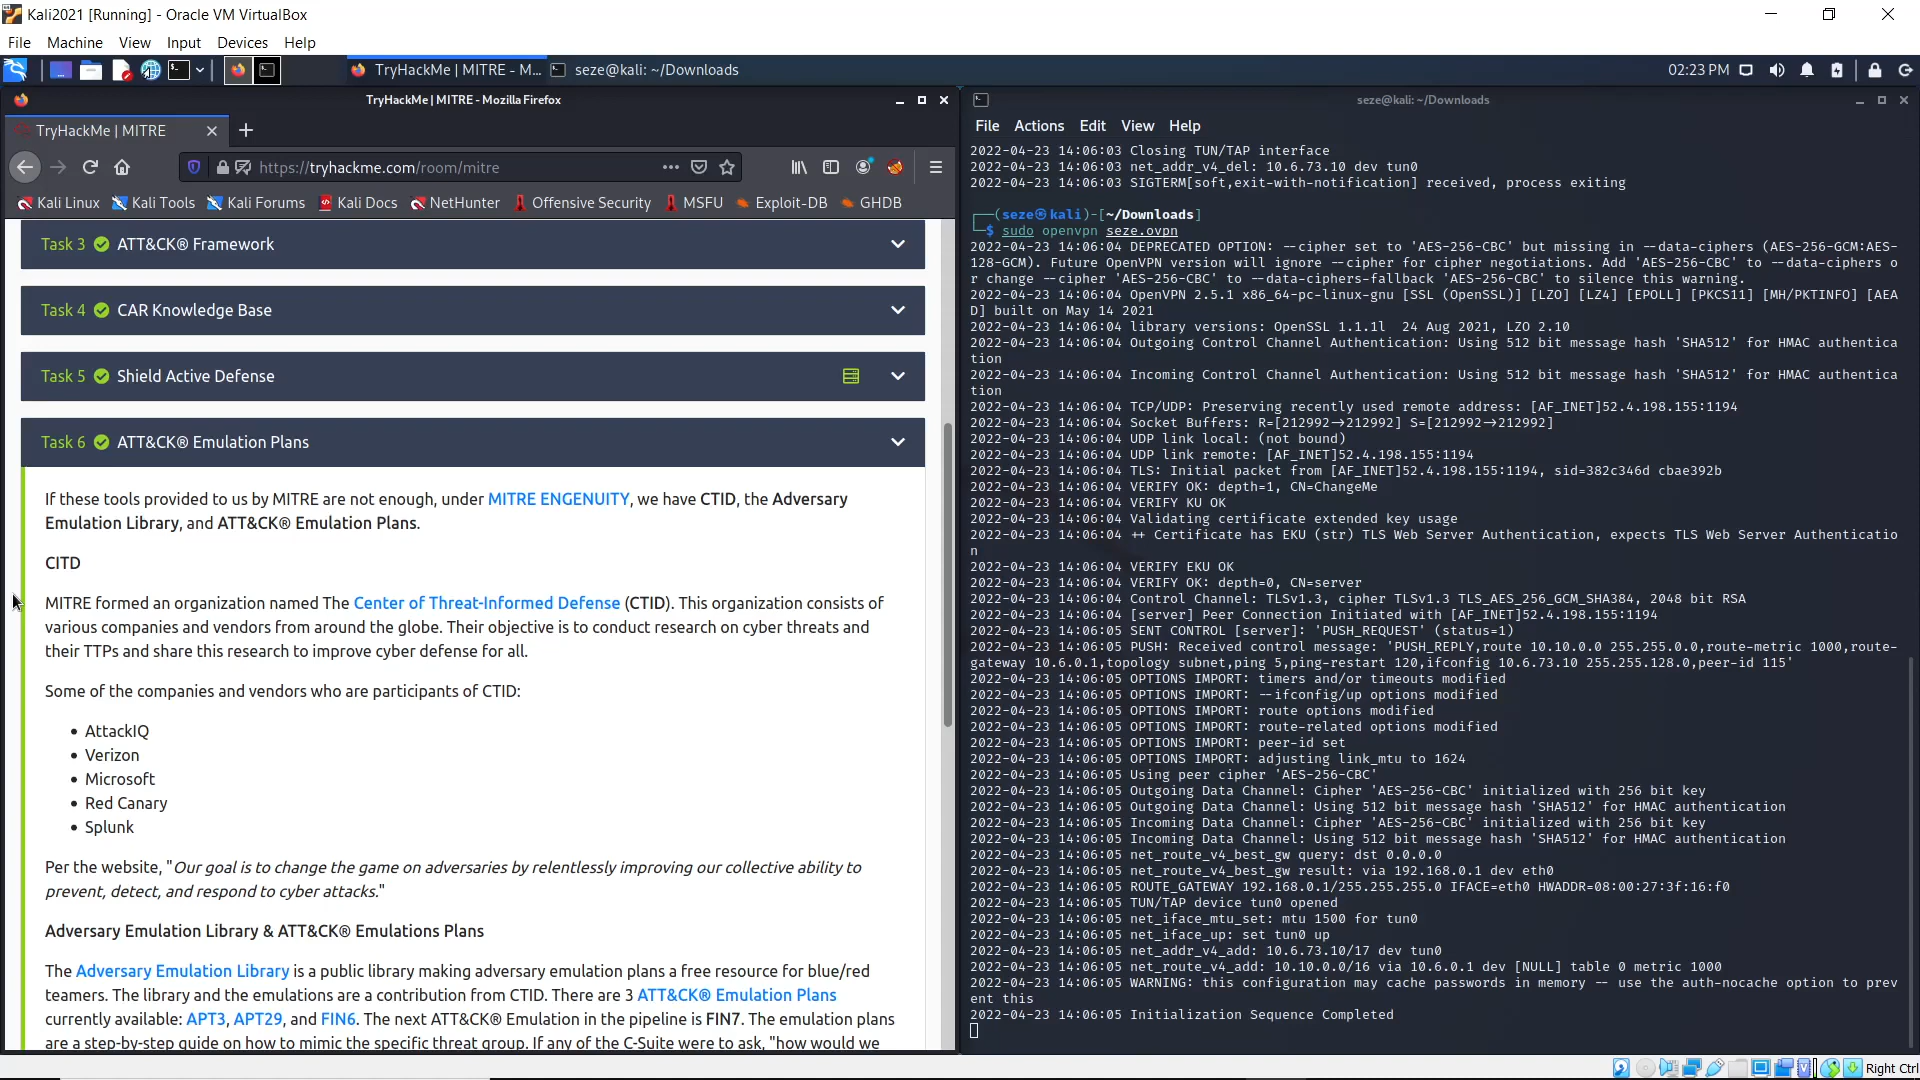 Kali2021 [Running] - Oracle VM VirtualBox
File Machine View Input Devices Help
TryHackMe | MITRE - M... seze@kali: ~/Downloads 02:23 PM
TryHackMe | MITRE - Mozilla Firefox
TryHackMe | MITRE
https://tryhackme.com/room/mitre
Kali Linux Kali Tools Kali Forums Kali Docs NetHunter Offensive Security MSFU Exploit-DB GHDB
Task 3 ATT&CK® Framework
Task 4 CAR Knowledge Base
Task 5 Shield Active Defense
Task 6 ATT&CK® Emulation Plans
If these tools provided to us by MITRE are not enough, under MITRE ENGENUITY, we have CTID, the Adversary
Emulation Library, and ATT&CK® Emulation Plans.
CITD
MITRE formed an organization named The Center of Threat-Informed Defense (CTID). This organization consists of
various companies and vendors from around the globe. Their objective is to conduct research on cyber threats and
their TTPs and share this research to improve cyber defense for all.
Some of the companies and vendors who are participants of CTID:
• AttackIQ
• Verizon
• Microsoft
• Red Canary
• Splunk
Per the website, "Our goal is to change the game on adversaries by relentlessly improving our collective ability to
prevent, detect, and respond to cyber attacks."
Adversary Emulation Library & ATT&CK® Emulations Plans
The Adversary Emulation Library is a public library making adversary emulation plans a free resource for blue/red
teamers. The library and the emulations are a contribution from CTID. There are 3 ATT&CK® Emulation Plans
currently available: APT3, APT29, and FIN6. The next ATT&CK® Emulation in the pipeline is FIN7. The emulation plans
are a step-by-step guide on how to mimic the specific threat group. If any of the C-Suite were to ask, "how would we
seze@kali: ~/Downloads
File Actions Edit View Help
2022-04-23 14:06:03 Closing TUN/TAP interface
2022-04-23 14:06:03 net_addr_v4_del: 10.6.73.10 dev tun0
2022-04-23 14:06:03 SIGTERM[soft,exit-with-notification] received, process exiting
┌──(seze㉿kali)-[~/Downloads]
└─$ sudo openvpn seze.ovpn
2022-04-23 14:06:04 DEPRECATED OPTION: --cipher set to 'AES-256-CBC' but missing in --data-ciphers (AES-256-GCM:AES-
128-GCM). Future OpenVPN version will ignore --cipher for cipher negotiations. Add 'AES-256-CBC' to --data-ciphers o
r change --cipher 'AES-256-CBC' to --data-ciphers-fallback 'AES-256-CBC' to silence this warning.
2022-04-23 14:06:04 OpenVPN 2.5.1 x86_64-pc-linux-gnu [SSL (OpenSSL)] [LZO] [LZ4] [EPOLL] [PKCS11] [MH/PKTINFO] [AEA
D] built on May 14 2021
2022-04-23 14:06:04 library versions: OpenSSL 1.1.1l  24 Aug 2021, LZO 2.10
2022-04-23 14:06:04 Outgoing Control Channel Authentication: Using 512 bit message hash 'SHA512' for HMAC authentica
tion
2022-04-23 14:06:04 Incoming Control Channel Authentication: Using 512 bit message hash 'SHA512' for HMAC authentica
tion
2022-04-23 14:06:04 TCP/UDP: Preserving recently used remote address: [AF_INET]52.4.198.155:1194
2022-04-23 14:06:04 Socket Buffers: R=[212992->212992] S=[212992->212992]
2022-04-23 14:06:04 UDP link local: (not bound)
2022-04-23 14:06:04 UDP link remote: [AF_INET]52.4.198.155:1194
2022-04-23 14:06:04 TLS: Initial packet from [AF_INET]52.4.198.155:1194, sid=382c346d cbae392b
2022-04-23 14:06:04 VERIFY OK: depth=1, CN=ChangeMe
2022-04-23 14:06:04 VERIFY KU OK
2022-04-23 14:06:04 Validating certificate extended key usage
2022-04-23 14:06:04 ++ Certificate has EKU (str) TLS Web Server Authentication, expects TLS Web Server Authenticatio
n
2022-04-23 14:06:04 VERIFY EKU OK
2022-04-23 14:06:04 VERIFY OK: depth=0, CN=server
2022-04-23 14:06:04 Control Channel: TLSv1.3, cipher TLSv1.3 TLS_AES_256_GCM_SHA384, 2048 bit RSA
2022-04-23 14:06:04 [server] Peer Connection Initiated with [AF_INET]52.4.198.155:1194
2022-04-23 14:06:05 SENT CONTROL [server]: 'PUSH_REQUEST' (status=1)
2022-04-23 14:06:05 PUSH: Received control message: 'PUSH_REPLY,route 10.10.0.0 255.255.0.0,route-metric 1000,route-
gateway 10.6.0.1,topology subnet,ping 5,ping-restart 120,ifconfig 10.6.73.10 255.255.128.0,peer-id 115'
2022-04-23 14:06:05 OPTIONS IMPORT: timers and/or timeouts modified
2022-04-23 14:06:05 OPTIONS IMPORT: --ifconfig/up options modified
2022-04-23 14:06:05 OPTIONS IMPORT: route options modified
2022-04-23 14:06:05 OPTIONS IMPORT: route-related options modified
2022-04-23 14:06:05 OPTIONS IMPORT: peer-id set
2022-04-23 14:06:05 OPTIONS IMPORT: adjusting link_mtu to 1624
2022-04-23 14:06:05 Using peer cipher 'AES-256-CBC'
2022-04-23 14:06:05 Outgoing Data Channel: Cipher 'AES-256-CBC' initialized with 256 bit key
2022-04-23 14:06:05 Outgoing Data Channel: Using 512 bit message hash 'SHA512' for HMAC authentication
2022-04-23 14:06:05 Incoming Data Channel: Cipher 'AES-256-CBC' initialized with 256 bit key
2022-04-23 14:06:05 Incoming Data Channel: Using 512 bit message hash 'SHA512' for HMAC authentication
2022-04-23 14:06:05 net_route_v4_best_gw query: dst 0.0.0.0
2022-04-23 14:06:05 net_route_v4_best_gw result: via 192.168.0.1 dev eth0
2022-04-23 14:06:05 ROUTE_GATEWAY 192.168.0.1/255.255.255.0 IFACE=eth0 HWADDR=08:00:27:3f:16:f0
2022-04-23 14:06:05 TUN/TAP device tun0 opened
2022-04-23 14:06:05 net_iface_mtu_set: mtu 1500 for tun0
2022-04-23 14:06:05 net_iface_up: set tun0 up
2022-04-23 14:06:05 net_addr_v4_add: 10.6.73.10/17 dev tun0
2022-04-23 14:06:05 net_route_v4_add: 10.10.0.0/16 via 10.6.0.1 dev [NULL] table 0 metric 1000
2022-04-23 14:06:05 WARNING: this configuration may cache passwords in memory -- use the auth-nocache option to prev
ent this
2022-04-23 14:06:05 Initialization Sequence Completed
Right Ctrl